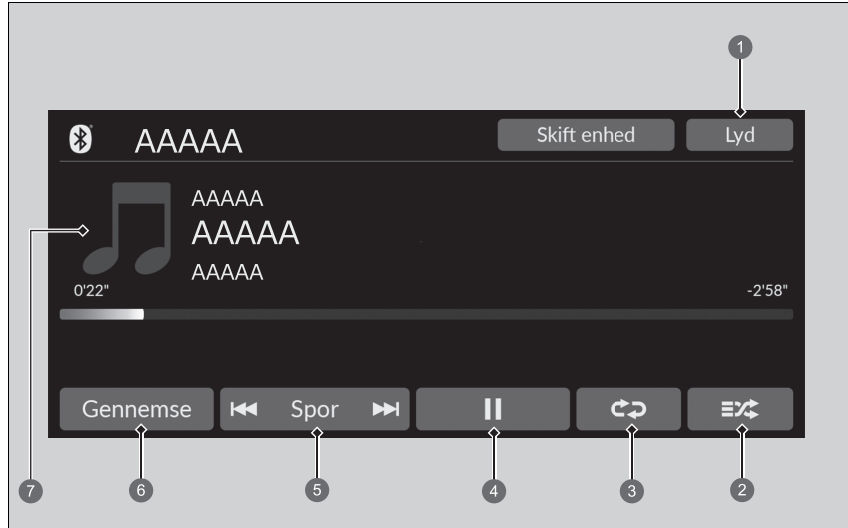 1
AAAAA
Skift enhed
Lyd
AAAAA
7
AAAAA
AAAAA
0'22"
-2'58"
Gennemse
Spor
7
6
5
4
3
2